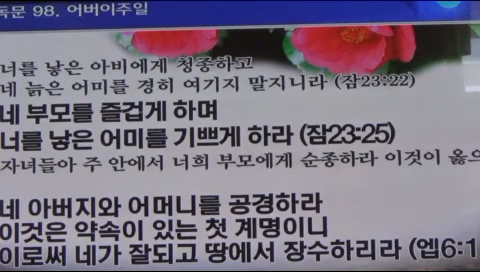 독문 98. 어버이주일
너를 낳은 아비에게 청종하고
네 늙은 어미를 경히 여기지 말지니라 (잠23:22)
네 부모를 즐겁게 하며
너를 낳은 어미를 기쁘게 하라 (잠23:25)
자녀들아 주 안에서 너희 부모에게 순종하라 이것이 옳으
네 아버지와 어머니를 공경하라
이것은 약속이 있는 첫 계명이니
이로써 네가 잘되고 땅에서 장수하리라 (엡6:1